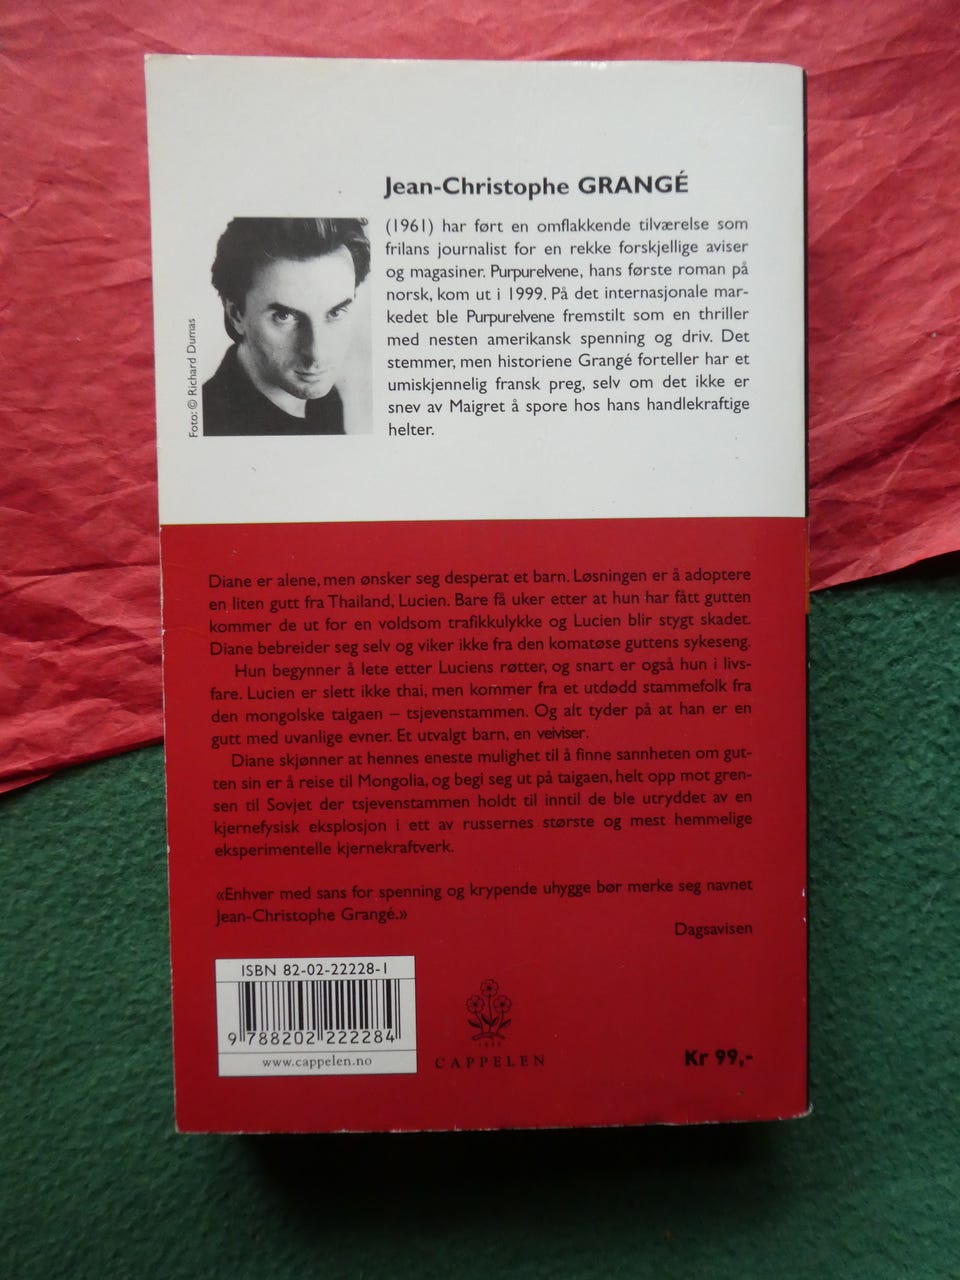 Jean-Christophe GRANGÉ
(1961) har ført en omflakkende tilværelse som
frilans journalist for en rekke forskjellige aviser
og magasiner. Purpurelvene, hans første roman på
norsk, kom ut i 1999. På det internasjonale mar-
kedet ble Purpurelvene fremstilt som en thriller
med nesten amerikansk spenning og driv. Det
stemmer, men historiene Grangé forteller har et
umiskjennelig fransk preg, selv om det ikke er
snev av Maigret å spore hos hans handlekraftige
helter.
Foto: © Richard Dumas
Diane er alene, men ønsker seg desperat et barn. Løsningen er å adoptere
en liten gutt fra Thailand, Lucien. Bare få uker etter at hun har fått gutten
kommer de ut for en voldsom trafikkulykke og Lucien blir stygt skadet.
Diane bebreider seg selv og viker ikke fra den komatøse guttens sykeseng.
Hun begynner å lete etter Luciens røtter, og snart er også hun i livs-
fare. Lucien er slett ikke thai, men kommer fra et utdødd stammefolk fra
den mongolske taigaen – tsjevenstammen. Og alt tyder på at han er en
gutt med uvanlige evner. Et utvalgt barn, en veiviser.
Diane skjønner at hennes eneste mulighet til å finne sannheten om gut-
ten sin er å reise til Mongolia, og begi seg ut på taigaen, helt opp mot gren-
sen til Sovjet der tsjevenstammen holdt til inntil de ble utryddet av en
kjernefysisk eksplosjon i ett av russernes største og mest hemmelige
eksperimentelle kjernekraftverk.
«Enhver med sans for spenning og krypende uhygge bør merke seg navnet
Jean-Christophe Grangé.»
Dagsavisen
ISBN 82-02-22228-1
9 788202 222284
www.cappelen.no
CAPPELEN
Kr 99,-